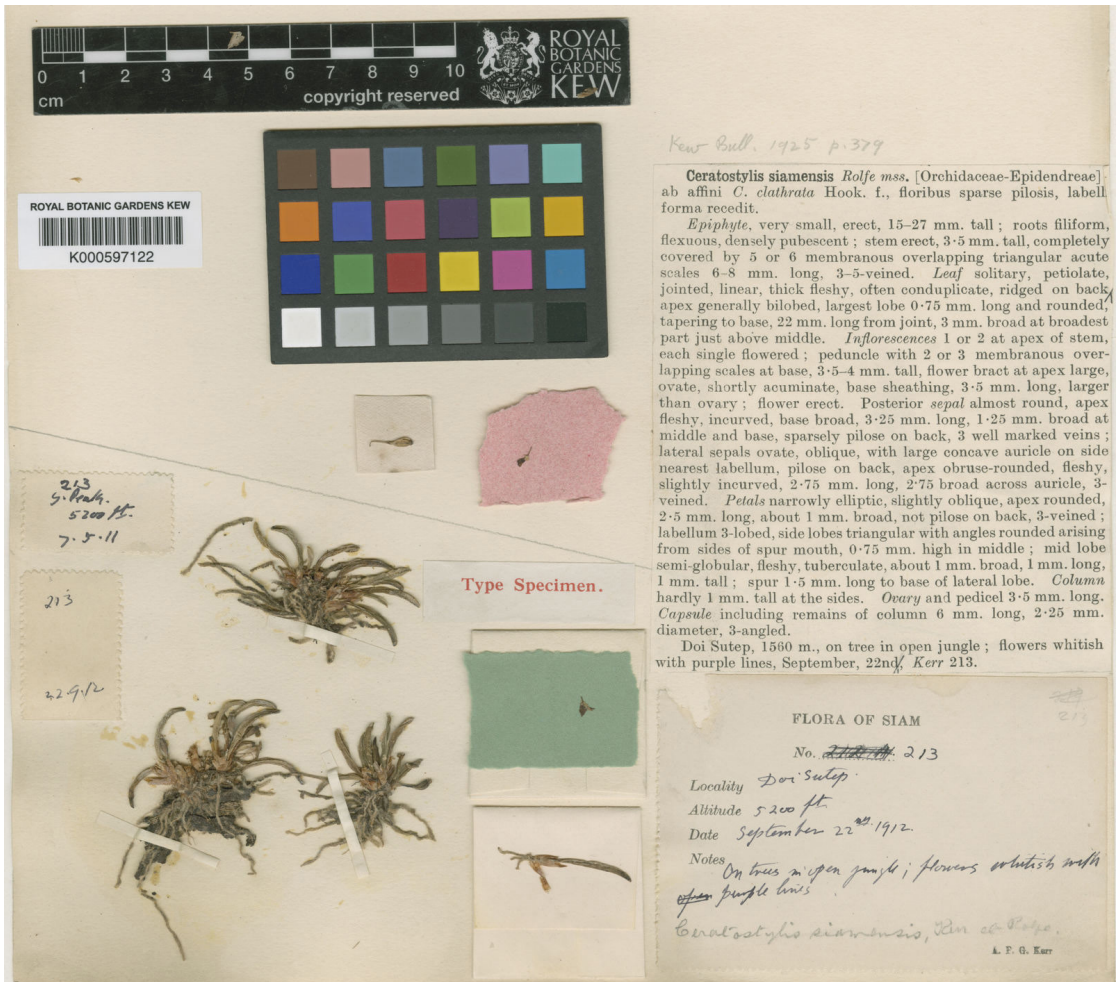 0 1 2 3 4 5 6 7 8 9 10
cm
copyright reserved
ROYAL
BOTANIC
GARDENS
KEW
ROYAL BOTANIC GARDENS KEW
K000597122
Kew Bull. 1925 p. 379
Ceratostylis siamensis Rolfe mss. [Orchidaceae-Epidendreae]
ab affini C. clathrata Hook. f., floribus sparse pilosis, labell
forma recedit.
Epiphyte, very small, erect, 15–27 mm. tall ; roots filiform,
flexuous, densely pubescent ; stem erect, 3·5 mm. tall, completely
covered by 5 or 6 membranous overlapping triangular acute
scales 6–8 mm. long, 3–5-veined. Leaf solitary, petiolate,
jointed, linear, thick fleshy, often conduplicate, ridged on back,
apex generally bilobed, largest lobe 0·75 mm. long and rounded,
tapering to base, 22 mm. long from joint, 3 mm. broad at broadest
part just above middle. Inflorescences 1 or 2 at apex of stem,
each single flowered ; peduncle with 2 or 3 membranous over-
lapping scales at base, 3·5–4 mm. tall, flower bract at apex large,
ovate, shortly acuminate, base sheathing, 3·5 mm. long, larger
than ovary ; flower erect. Posterior sepal almost round, apex
fleshy, incurved, base broad, 3·25 mm. long, 1·25 mm. broad at
middle and base, sparsely pilose on back, 3 well marked veins ;
lateral sepals ovate, oblique, with large concave auricle on side
nearest labellum, pilose on back, apex obruse-rounded, fleshy,
slightly incurved, 2·75 mm. long, 2·75 broad across auricle, 3-
veined. Petals narrowly elliptic, slightly oblique, apex rounded,
2·5 mm. long, about 1 mm. broad, not pilose on back, 3-veined ;
labellum 3-lobed, side lobes triangular with angles rounded arising
from sides of spur mouth, 0·75 mm. high in middle ; mid lobe
semi-globular, fleshy, tuberculate, about 1 mm. broad, 1 mm. long,
1 mm. tall ; spur 1·5 mm. long to base of lateral lobe. Column
hardly 1 mm. tall at the sides. Ovary and pedicel 3·5 mm. long.
Capsule including remains of column 6 mm. long, 2·25 mm.
diameter, 3-angled.
Doi Sutep, 1560 m., on tree in open jungle ; flowers whitish
with purple lines, September, 22nd, Kerr 213.
213
S. Peak.
5200 ft.
7·5·11
Type Specimen.
213
22·9·12
213
FLORA OF SIAM
No. 213
Locality Doi Sutep.
Altitude 5200 ft
Date September 22nd 1912
Notes On trees in open jungle ; flowers whitish with
open purple lines
Ceratostylis siamensis, Kerr et Rolfe.
A. F. G. Kerr